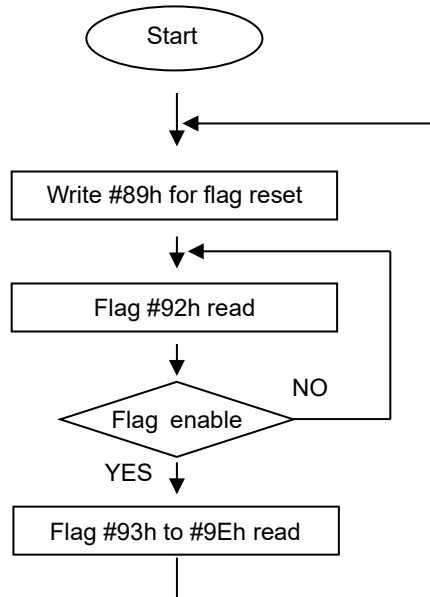 Start
Write #89h for flag reset
Flag #92h read
NO
Flag enable
YES
Flag #93h to #9Eh read